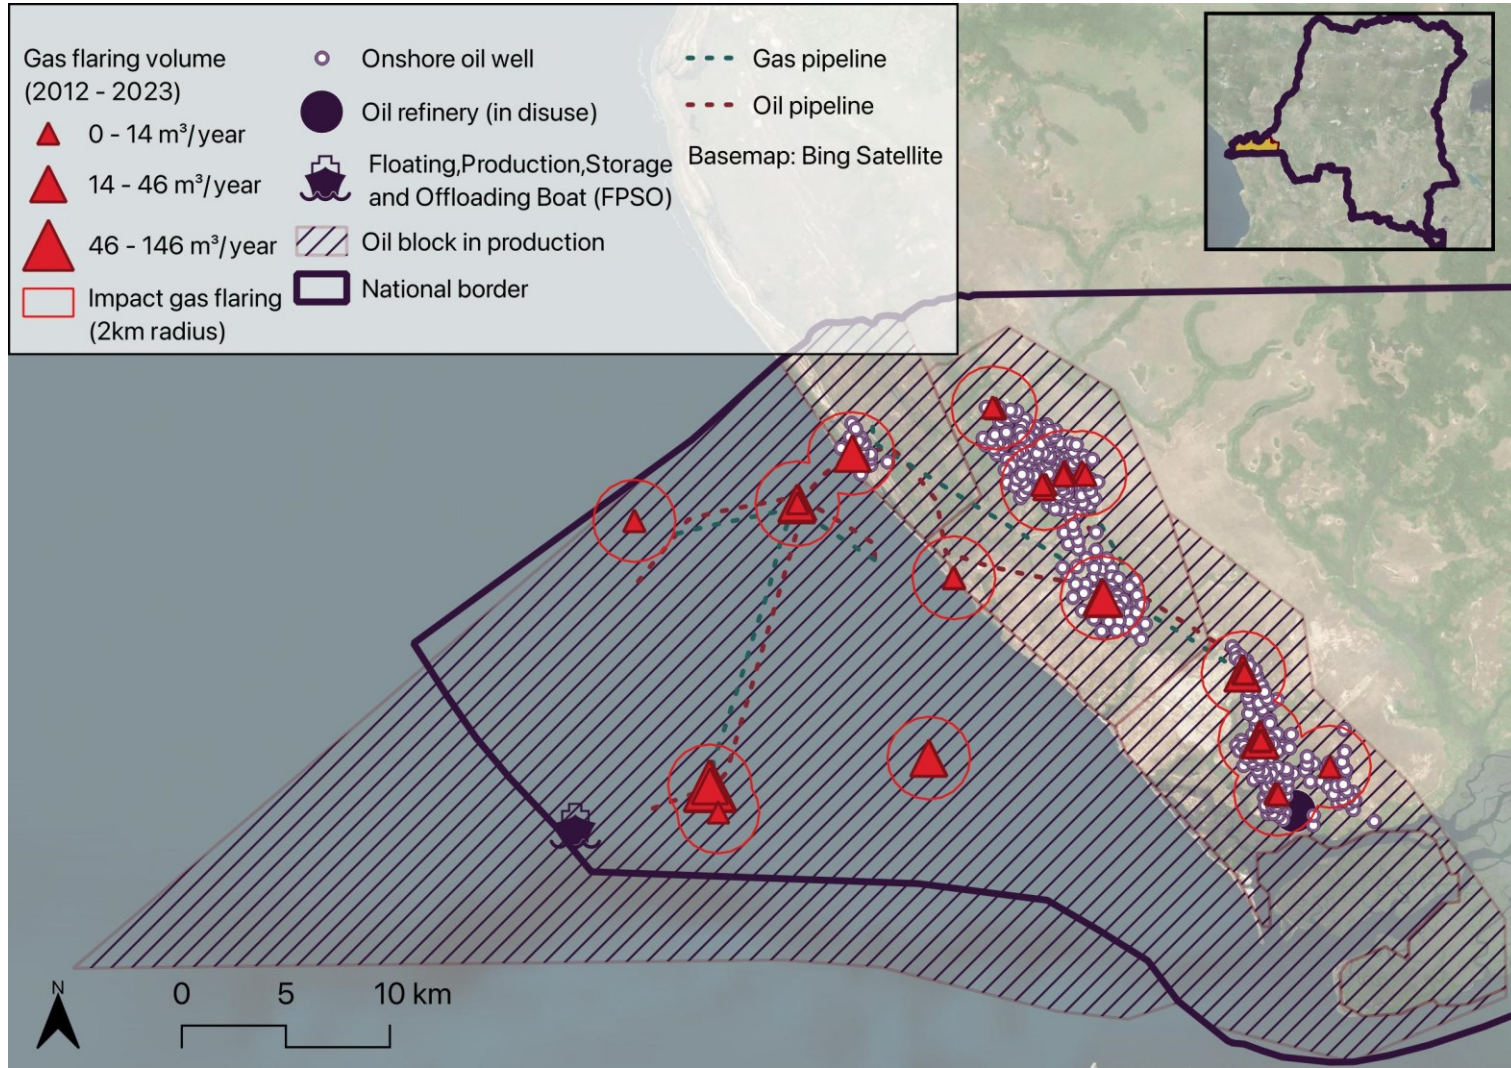 Gas flaring volume
(2012 - 2023)
0 - 14 m³/year
14 - 46 m³/year
46 - 146 m³/year
Impact gas flaring
(2km radius)
Onshore oil well
Oil refinery (in disuse)
Floating,Production,Storage
and Offloading Boat (FPSO)
Oil block in production
National border
Gas pipeline
Oil pipeline
Basemap: Bing Satellite
N
0 5 10 km